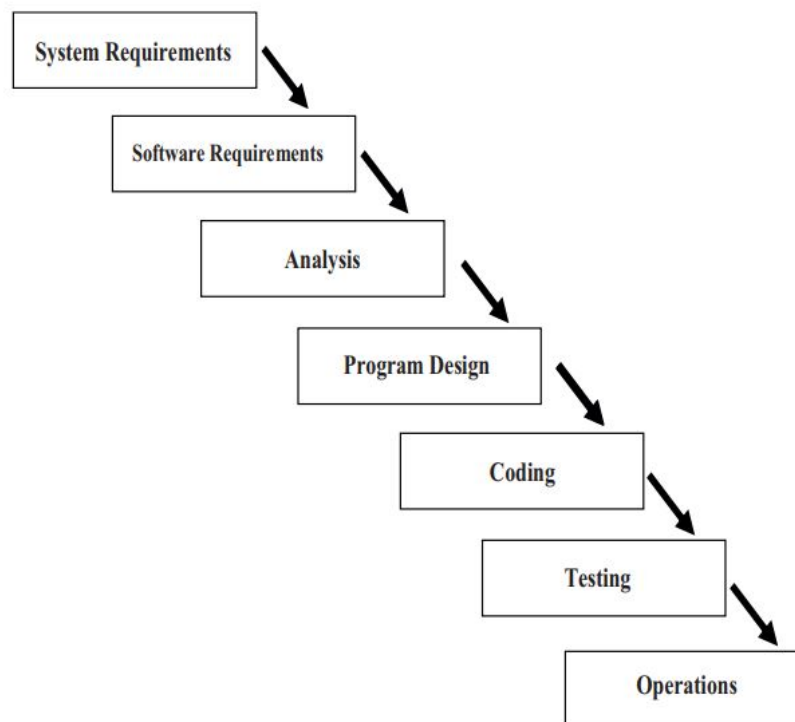 System Requirements
Software Requirements
Analysis
Program Design
Coding
Testing
Operations